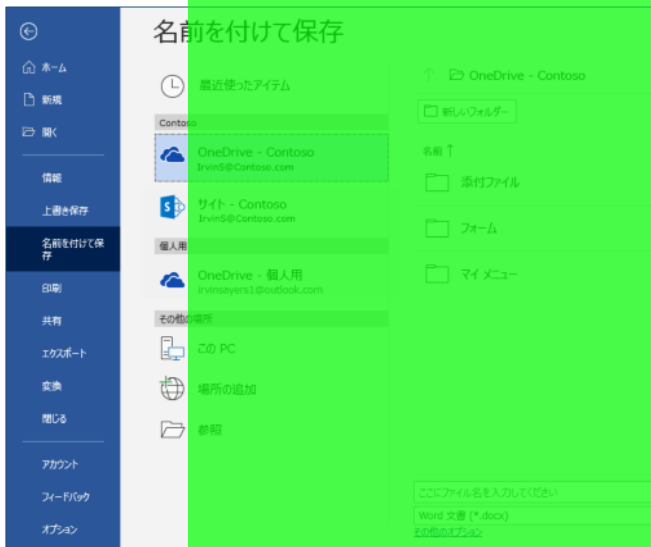 名前を付けて保存
ホーム
新規
開く
情報
上書き保存
名前を付けて保
存
印刷
共有
エクスポート
変換
閉じる
アカウント
フィードバック
オプション
最近使ったアイテム
Contoso
OneDrive - Contoso
IrvinS@Contoso.com
サイト - Contoso
IrvinS@Contoso.com
個人用
OneDrive - 個人用
irvinsayers1@outlook.com
その他の場所
この PC
場所の追加
参照
↑ OneDrive - Contoso
新しいフォルダー
名前 ↑
添付ファイル
フォーム
マイ メニュー
ここにファイル名を入力してください
Word 文書 (*.docx)
その他のオプション